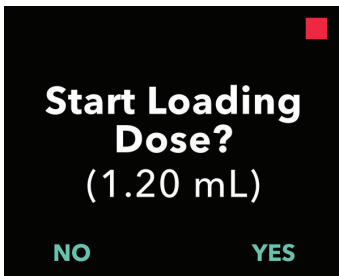 Start Loading
Dose?
(1.20 mL)
NO YES